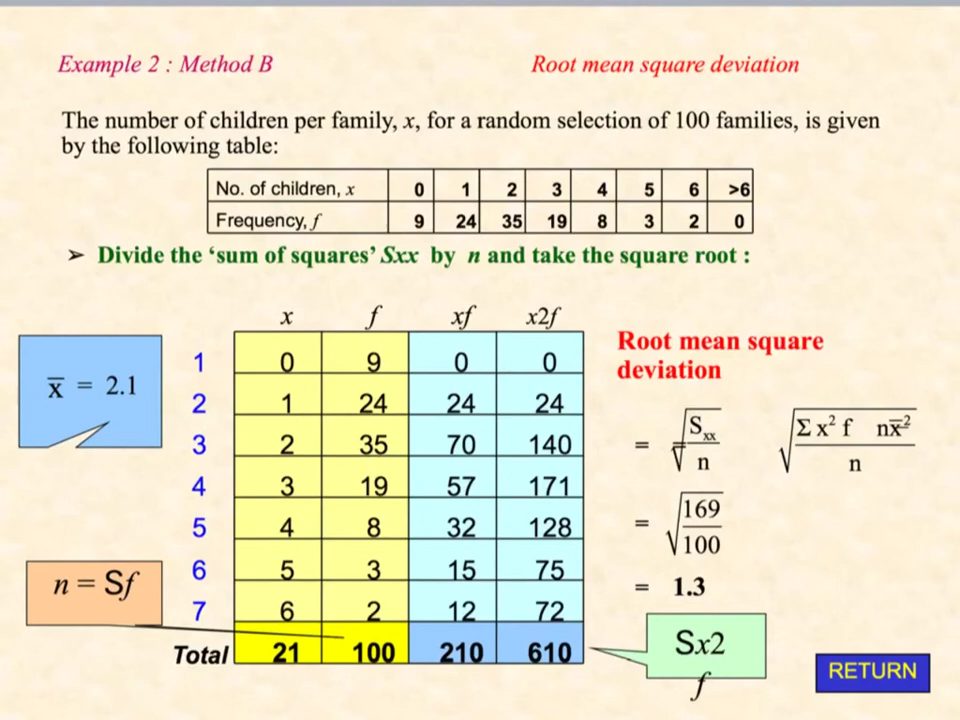 Example 2 : Method B
Root mean square deviation
The number of children per family, x, for a random selection of 100 families, is given
by the following table:
No. of children, x 0 1 2 3 4 5 6 >6
Frequency, f 9 24 35 19 8 3 2 0
➢ Divide the ‘sum of squares’ Sxx by n and take the square root :
x f xf x2f
1 0 9 0 0
2 1 24 24 24
3 2 35 70 140
4 3 19 57 171
5 4 8 32 128
6 5 3 15 75
7 6 2 12 72
Total 21 100 210 610
x̅ = 2.1
n = Sf
Root mean square
deviation
= √ Sxx
n
√ Σ x² f nx̅²
n
= √ 169
100
= 1.3
Sx2
f
RETURN